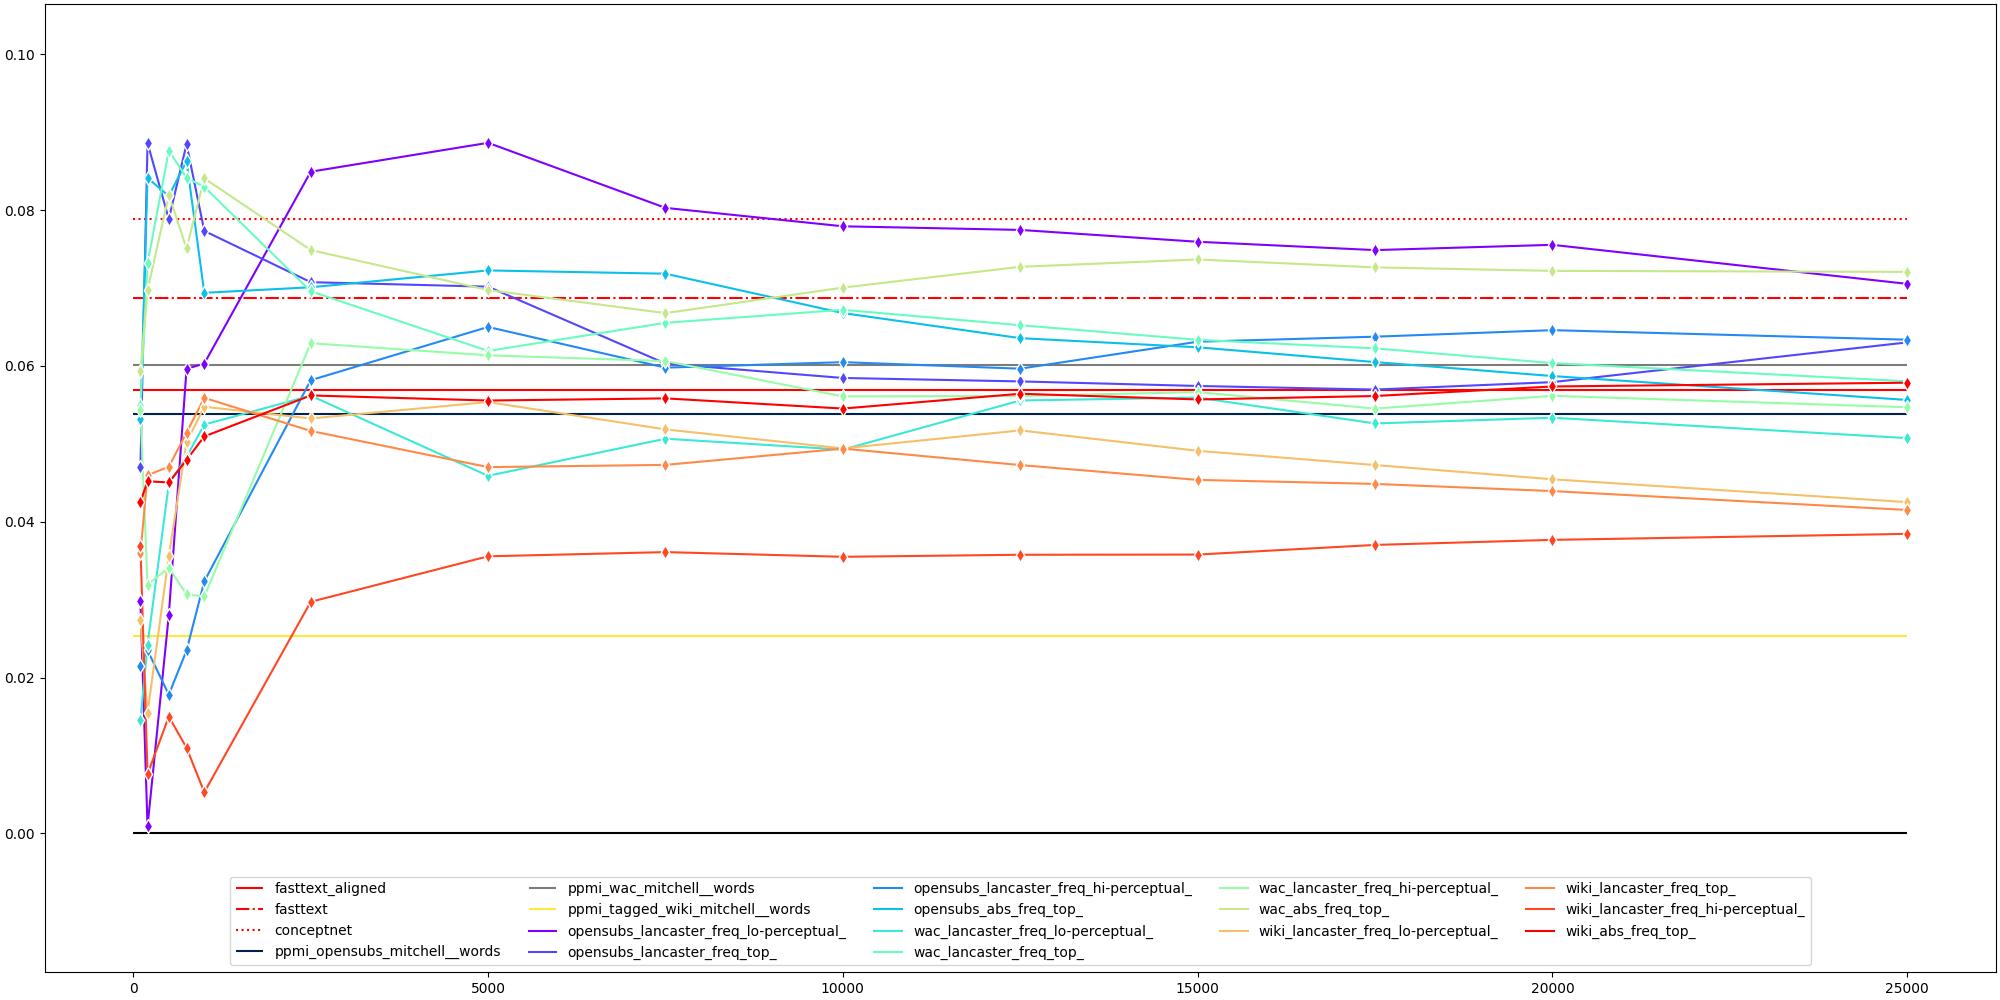 0.10
0.08
0.06
0.04
0.02
0.00
fasttext_aligned
fasttext
conceptnet
ppmi_opensubs_mitchell__words
ppmi_wac_mitchell__words
ppmi_tagged_wiki_mitchell__words
opensubs_lancaster_freq_lo-perceptual_
opensubs_lancaster_freq_top_
opensubs_lancaster_freq_hi-perceptual_
opensubs_abs_freq_top_
wac_lancaster_freq_lo-perceptual_
wac_lancaster_freq_top_
wac_lancaster_freq_hi-perceptual_
wac_abs_freq_top_
wiki_lancaster_freq_lo-perceptual_
wiki_lancaster_freq_top_
wiki_lancaster_freq_hi-perceptual_
wiki_abs_freq_top_
0 5000 10000 15000 20000 25000